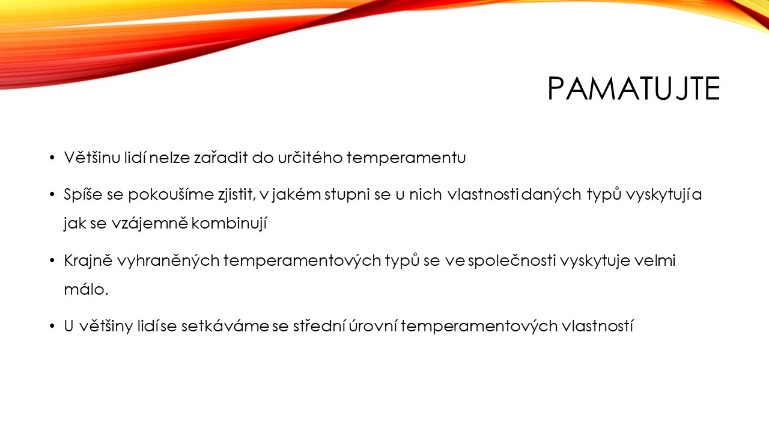 PAMATUJTE
• Většinu lidí nelze zařadit do určitého temperamentu
• Spíše se pokoušíme zjistit, v jakém stupni se u nich vlastnosti daných typů vyskytují a
jak se vzájemně kombinují
• Krajně vyhraněných temperamentových typů se ve společnosti vyskytuje velmi
málo.
• U většiny lidí se setkáváme se střední úrovní temperamentových vlastností